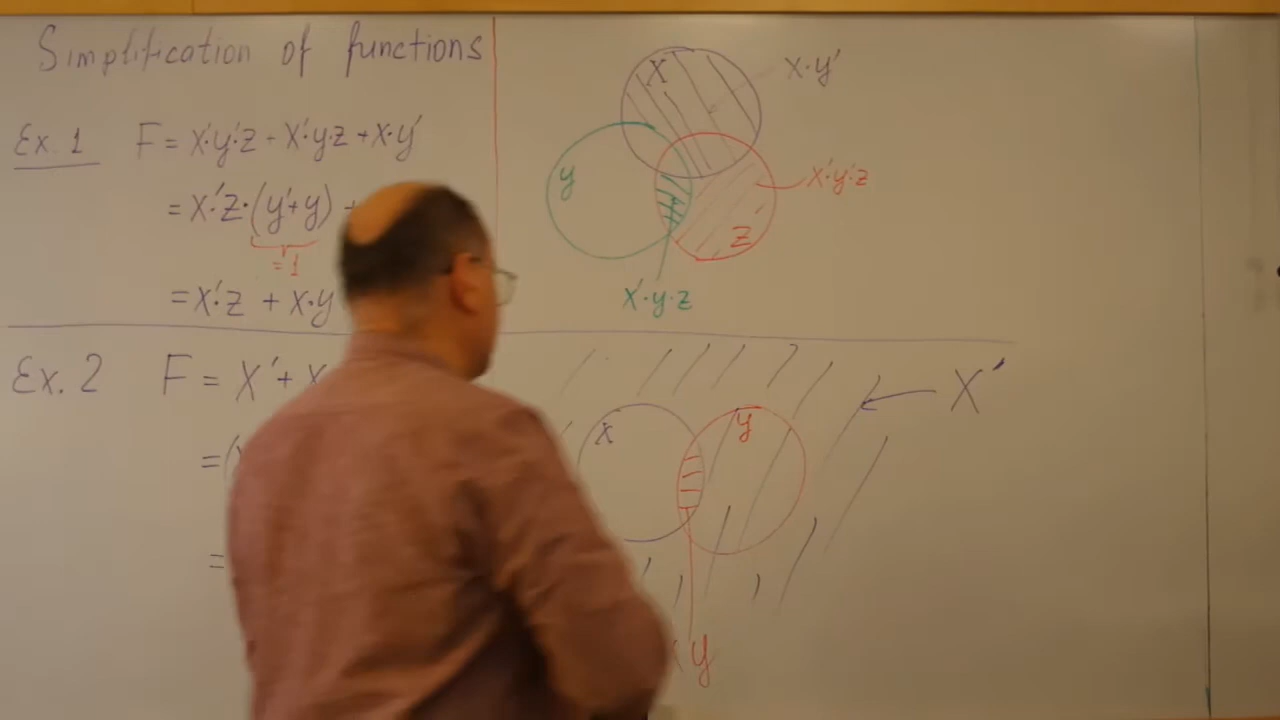 Simplification of functions
Ex. 1 F = x'·y'·z + x'·y·z + x·y'
= x'z·(y'+y) +
= 1
= x'·z + x·y
Ex. 2 F = x' + x
= (x
=
x
x·y'
y
x'·y'·z
z
x'·y·z
x
y
x'
y